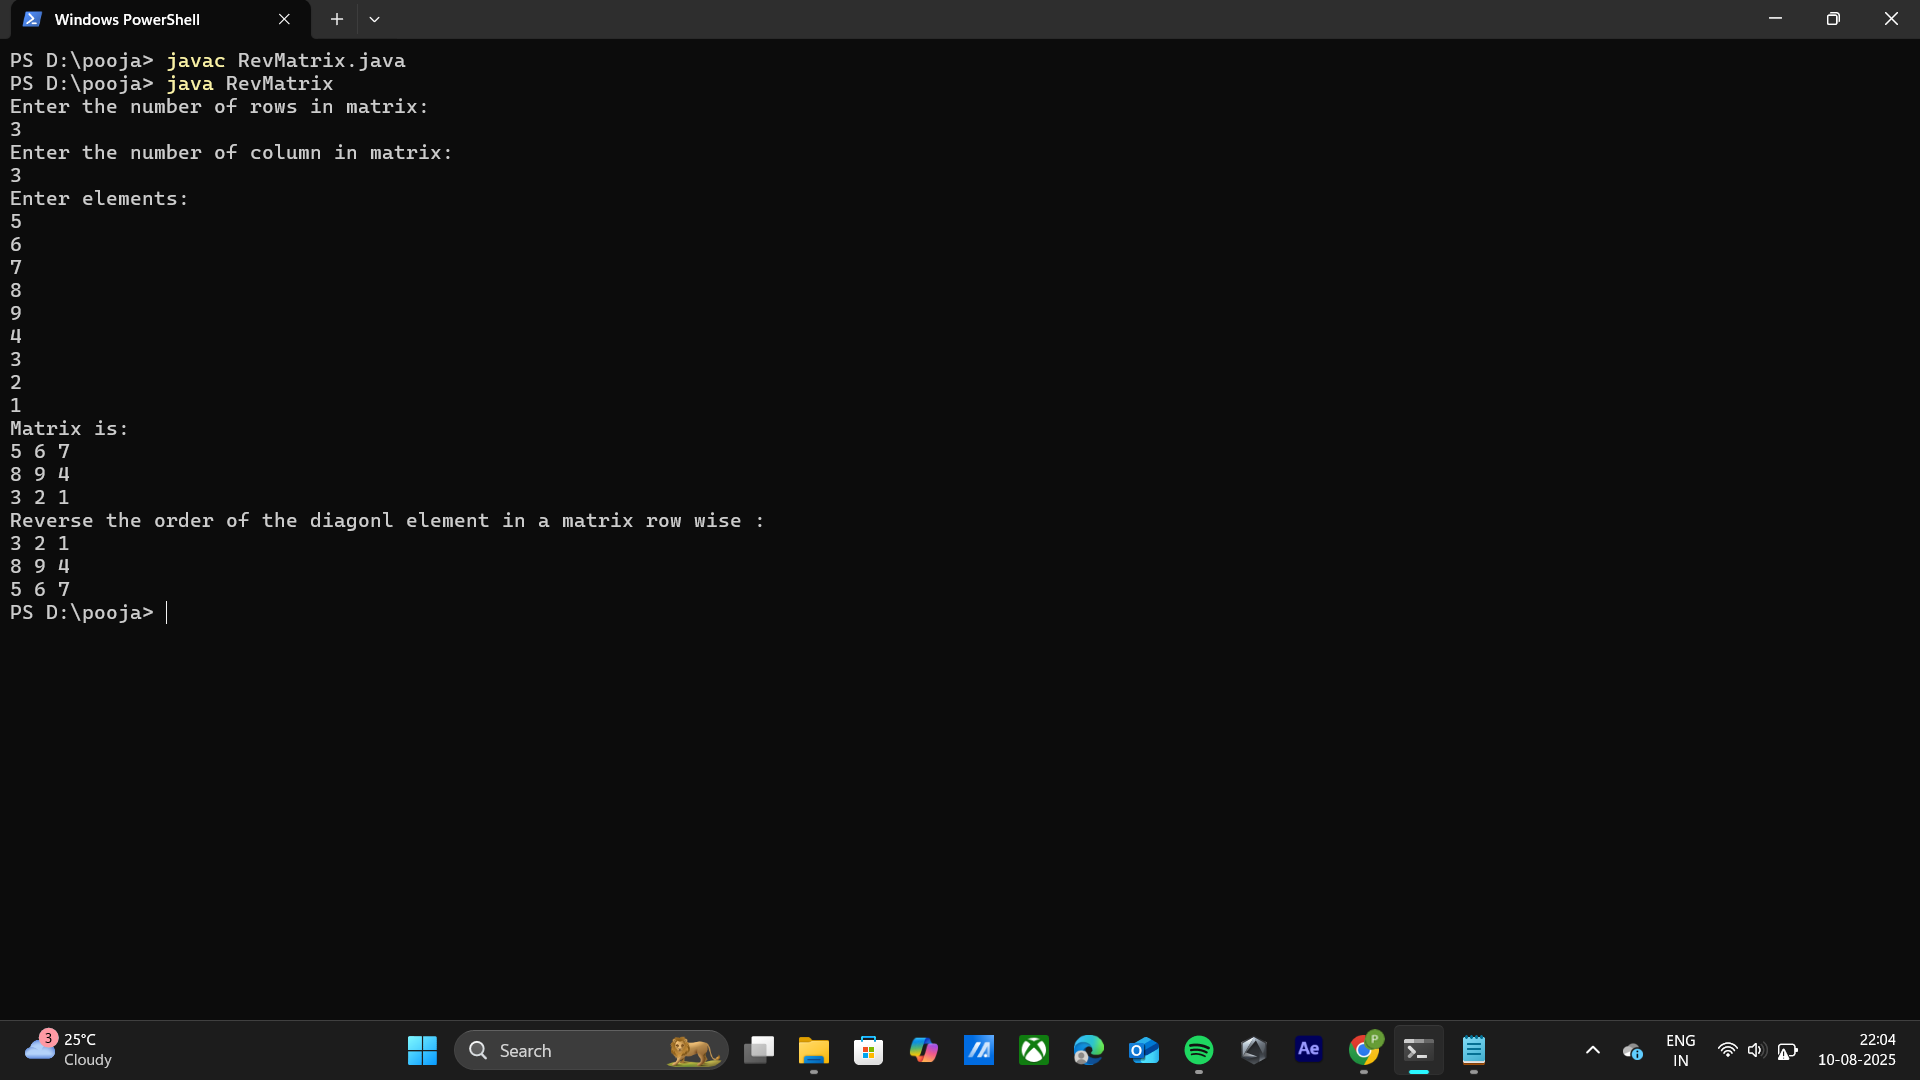 Windows PowerShell
PS D:\pooja> javac RevMatrix.java
PS D:\pooja> java RevMatrix
Enter the number of rows in matrix:
3
Enter the number of column in matrix:
3
Enter elements:
5
6
7
8
9
4
3
2
1
Matrix is:
5 6 7
8 9 4
3 2 1
Reverse the order of the diagonl element in a matrix row wise :
3 2 1
8 9 4
5 6 7
PS D:\pooja>
3
25°C
Cloudy
Search
Ae
P
ENG
IN
22:04
10-08-2025